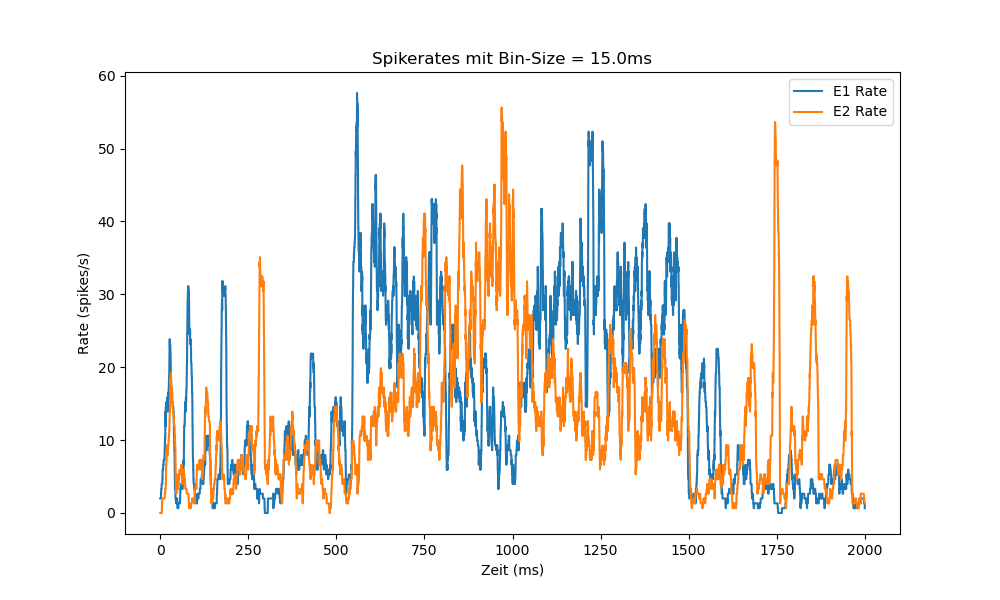 Spikerates mit Bin-Size = 15.0ms
60
50
40
30
20
10
0
Rate (spikes/s)
E1 Rate
E2 Rate
0 250 500 750 1000 1250 1500 1750 2000
Zeit (ms)